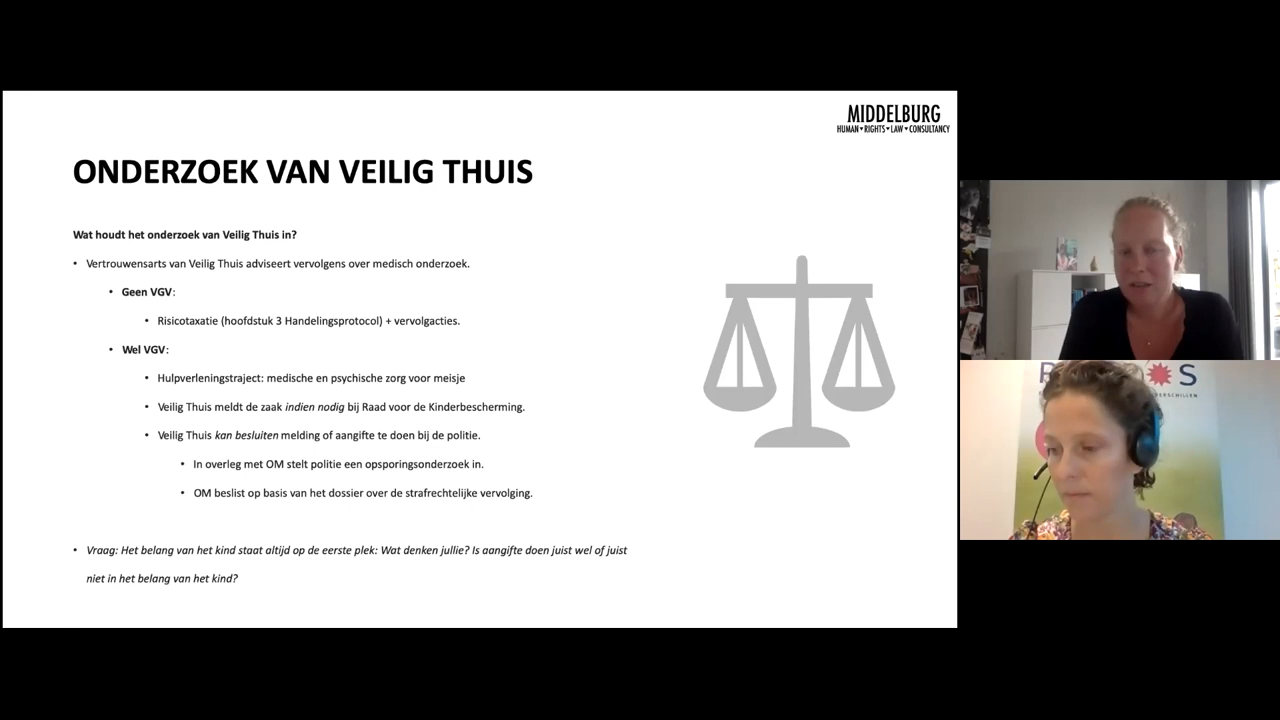 MIDDELBURG
HUMAN♥RIGHTS♥LAW♥CONSULTANCY
ONDERZOEK VAN VEILIG THUIS
Wat houdt het onderzoek van Veilig Thuis in?
• Vertrouwensarts van Veilig Thuis adviseert vervolgens over medisch onderzoek.
• Geen VGV:
• Risicotaxatie (hoofdstuk 3 Handelingsprotocol) + vervolgacties.
• Wel VGV:
• Hulpverleningstraject: medische en psychische zorg voor meisje
• Veilig Thuis meldt de zaak indien nodig bij Raad voor de Kinderbescherming.
• Veilig Thuis kan besluiten melding of aangifte te doen bij de politie.
• In overleg met OM stelt politie een opsporingsonderzoek in.
• OM beslist op basis van het dossier over de strafrechtelijke vervolging.
• Vraag: Het belang van het kind staat altijd op de eerste plek: Wat denken jullie? Is aangifte doen juist wel of juist
niet in het belang van het kind?